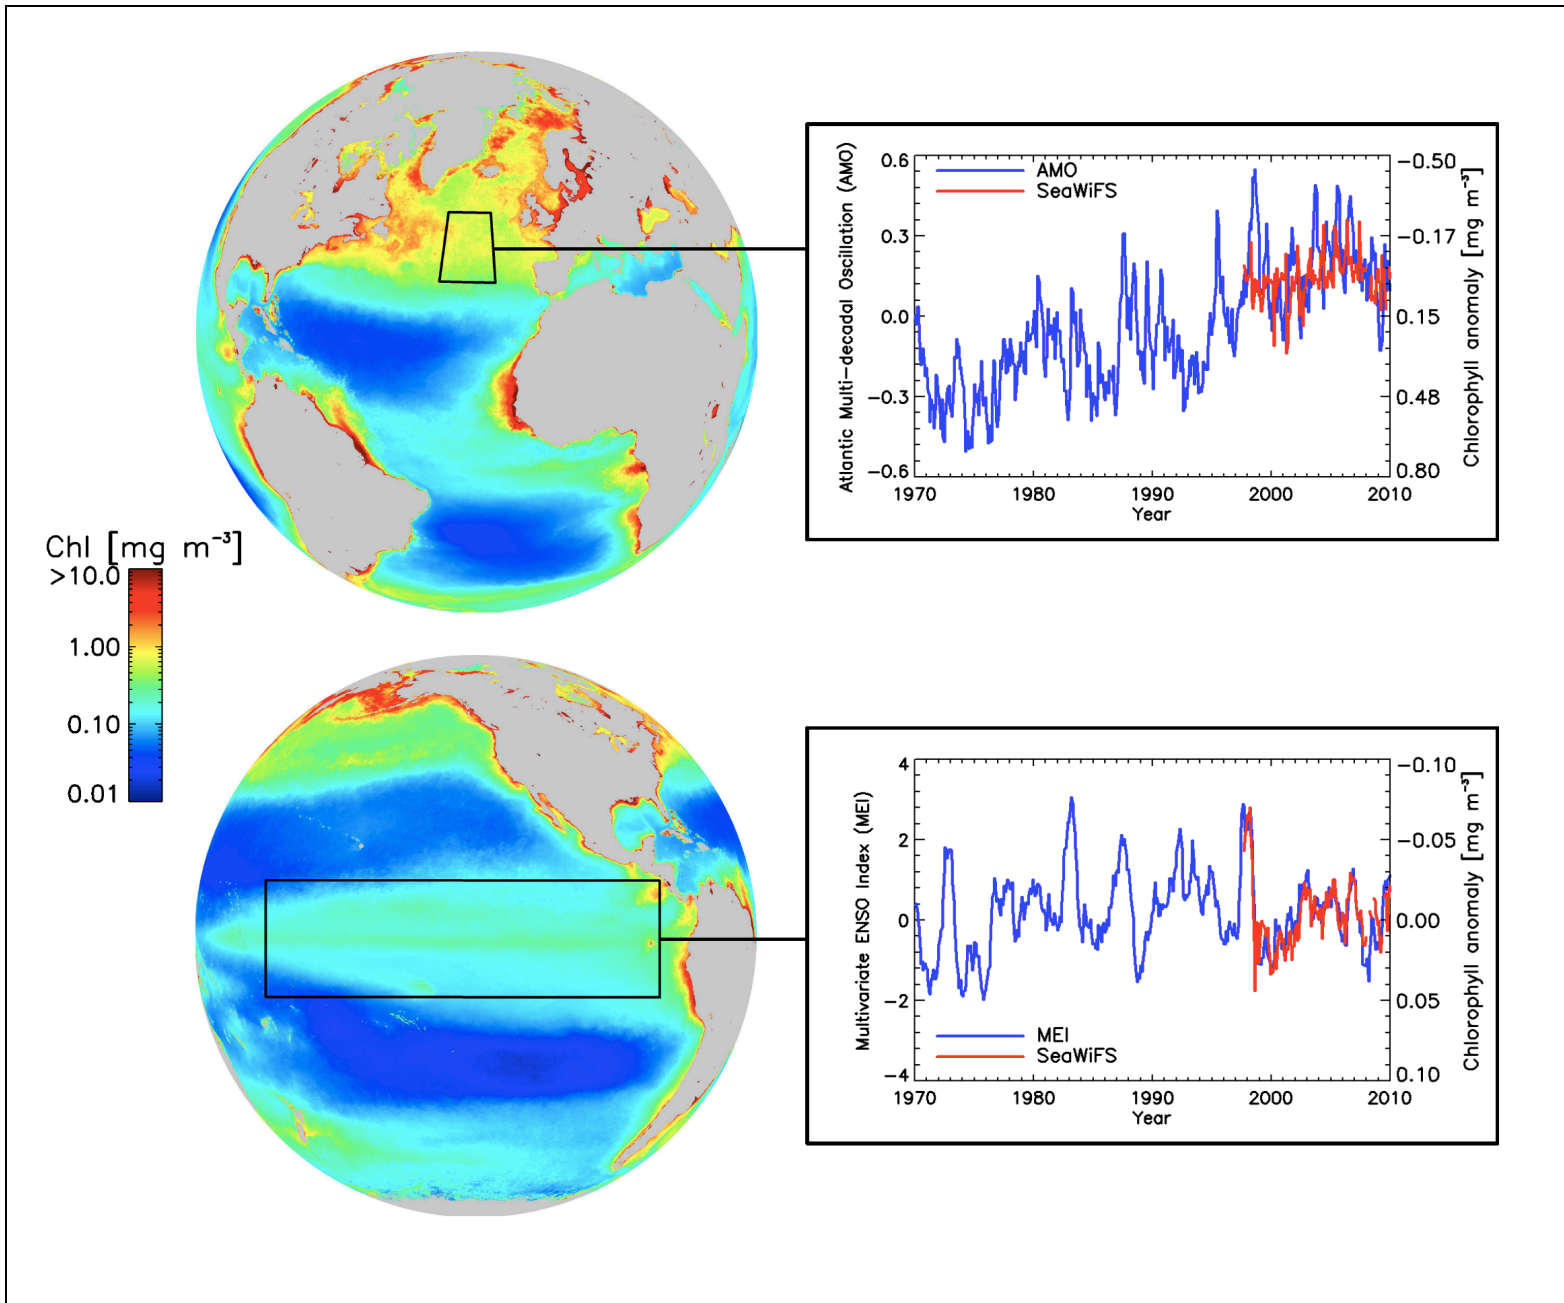 Chl [mg m⁻³]
>10.0
1.00
0.10
0.01
Atlantic Multi-decadal Oscillation (AMO)
0.6
0.3
0.0
-0.3
-0.6
AMO
SeaWiFS
1970 1980 1990 2000 2010
Year
-0.50
-0.17
0.15
0.48
0.80
Chlorophyll anomaly [mg m⁻³]
Multivariate ENSO Index (MEI)
4
2
0
-2
-4
MEI
SeaWiFS
1970 1980 1990 2000 2010
Year
-0.10
-0.05
0.00
0.05
0.10
Chlorophyll anomaly [mg m⁻³]